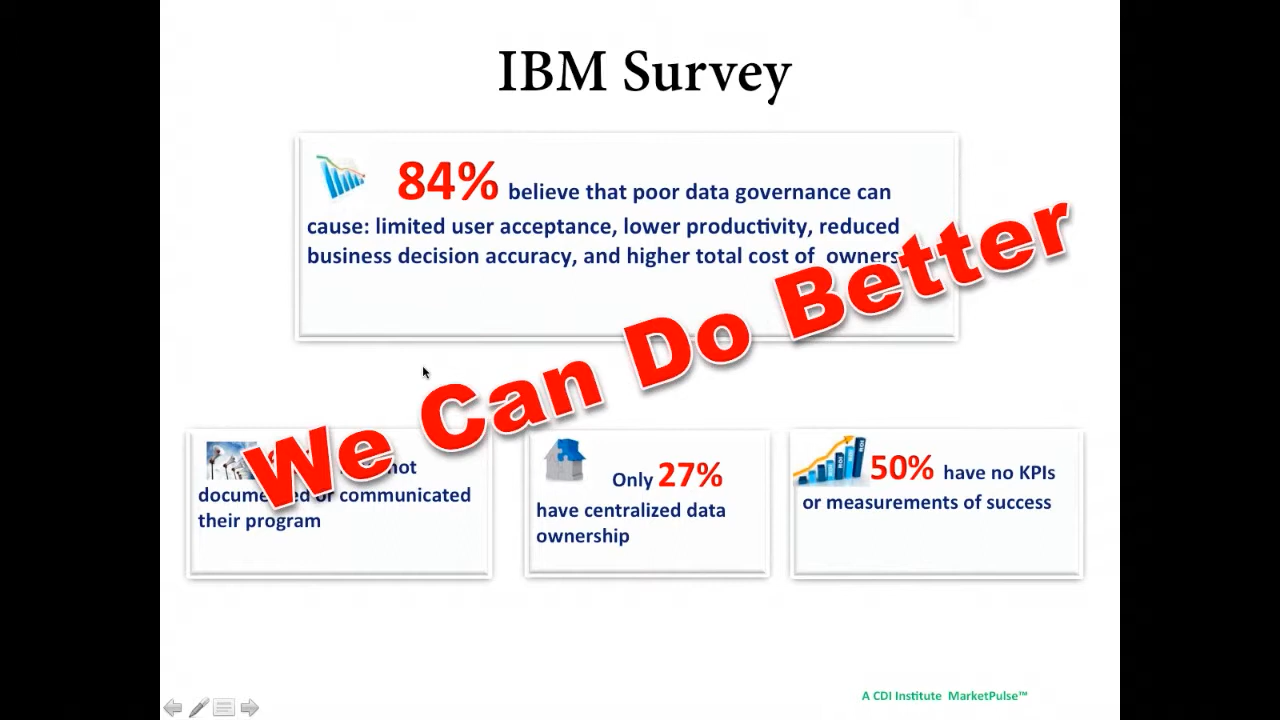 IBM Survey
84% believe that poor data governance can
cause: limited user acceptance, lower productivity, reduced
business decision accuracy, and higher total cost of
We Can Do Better
not
or communicated
their program
Only 27%
have centralized data
ownership
50% have no KPIs
or measurements of success
ROI
A CDI Institute MarketPulse™